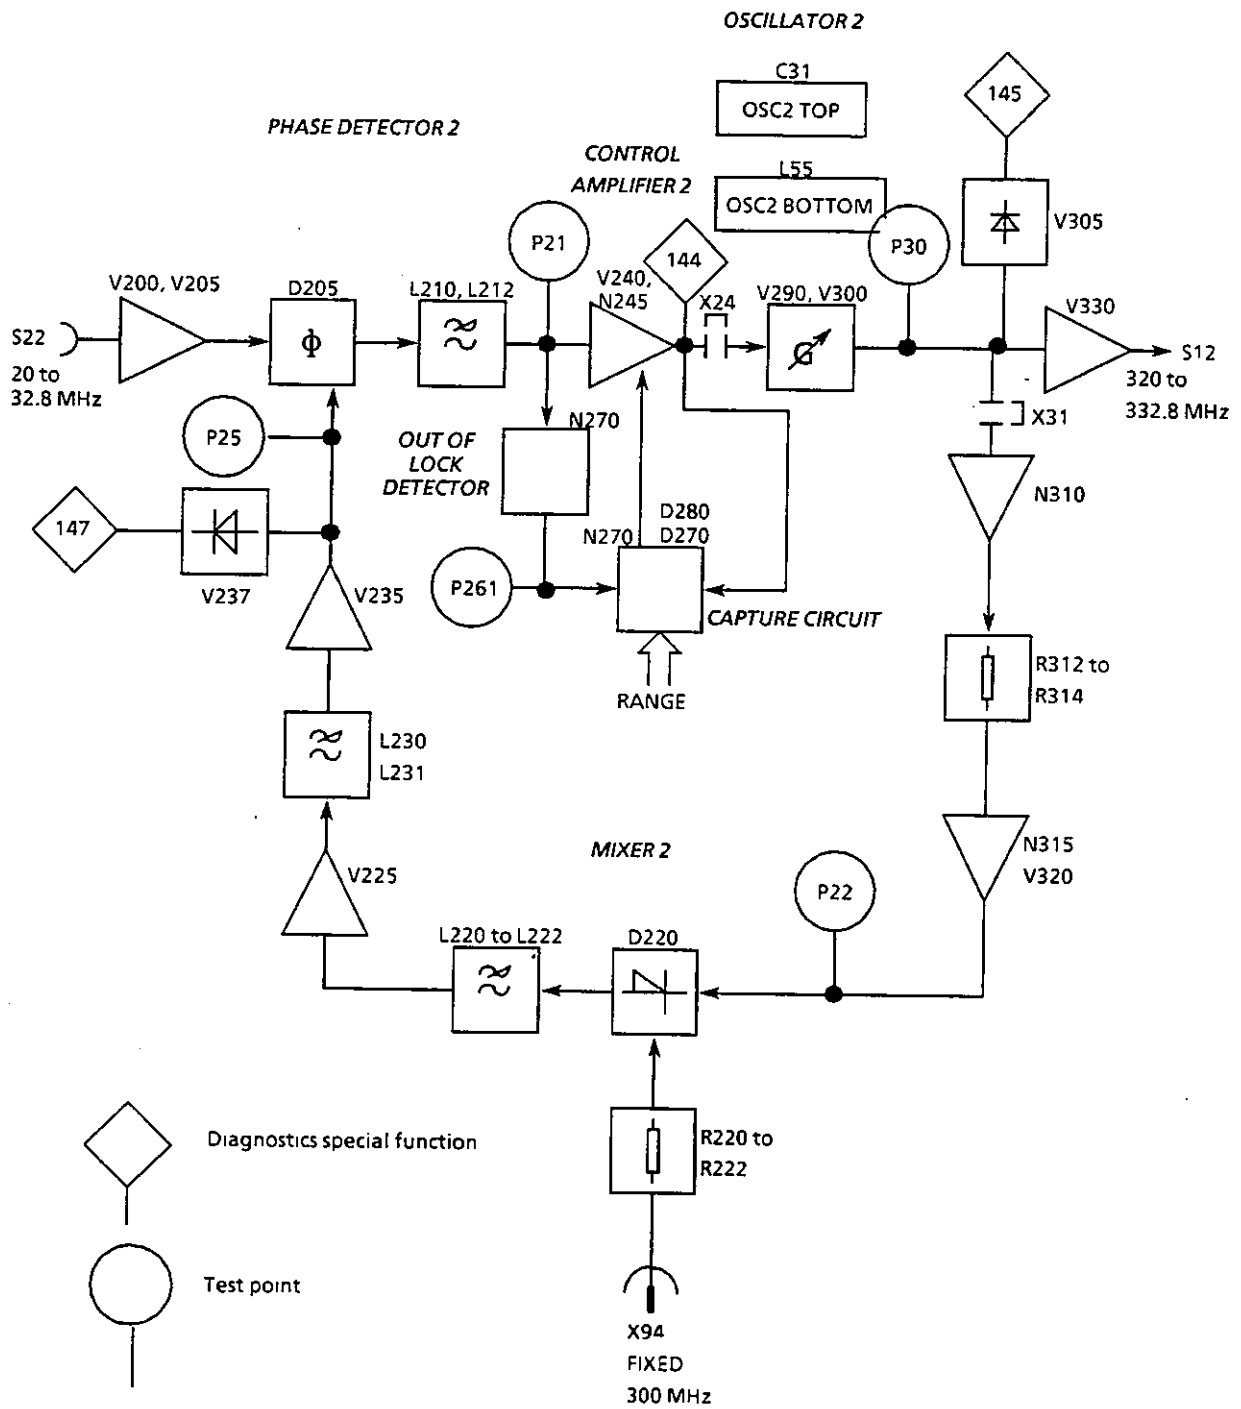 OSCILLATOR 2
C31
OSC2 TOP
145
PHASE DETECTOR 2
CONTROL
AMPLIFIER 2
L55
OSC2 BOTTOM
P21
144
P30
V305
V200, V205
D205
L210, L212
V240,
N245
X24
V290, V300
V330
S22
Φ
G
S12
20 to
32.8 MHz
320 to
332.8 MHz
P25
N270
X31
OUT OF
LOCK
DETECTOR
N310
147
D280
N270
D270
V237
V235
P261
CAPTURE CIRCUIT
R312 to
R314
RANGE
L230
L231
MIXER 2
N315
V320
V225
P22
L220 to L222
D220
Diagnostics special function
R220 to
R222
Test point
X94
FIXED
300 MHz